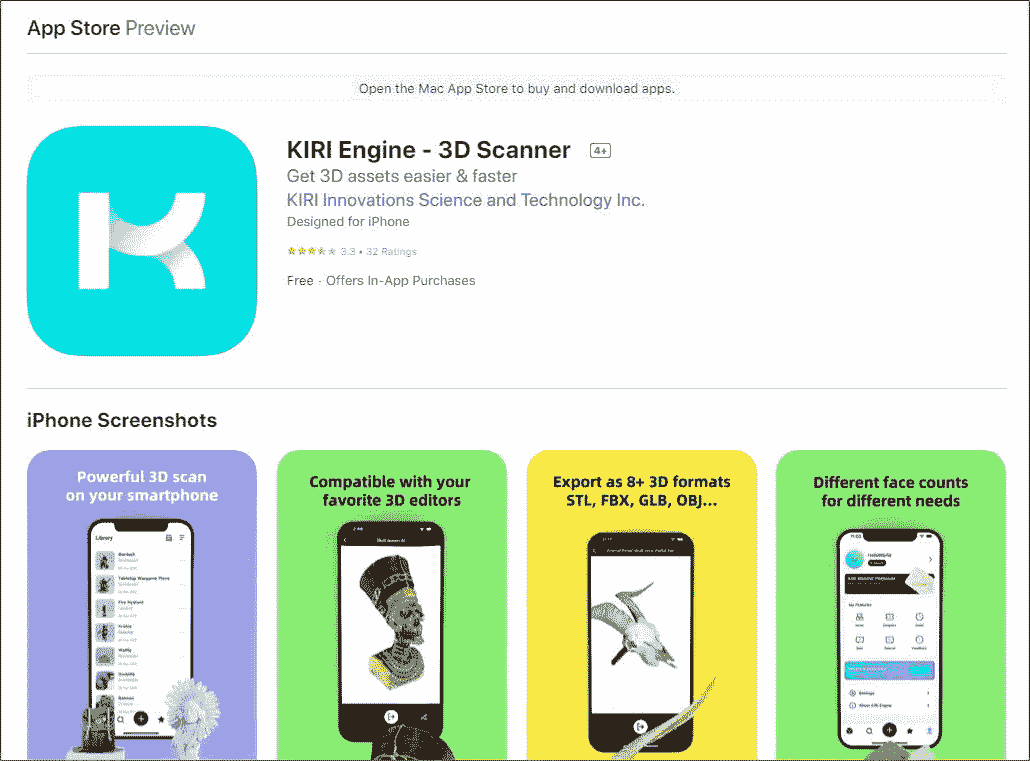 App Store Preview
Open the Mac App Store to buy and download apps.
KIRI Engine - 3D Scanner 4+
Get 3D assets easier & faster
KIRI Innovations Science and Technology Inc.
Designed for iPhone
★★★★★ 3.3 • 32 Ratings
Free · Offers In-App Purchases
iPhone Screenshots
Powerful 3D scan
on your smartphone
Compatible with your
favorite 3D editors
Export as 8+ 3D formats
STL, FBX, GLB, OBJ...
Different face counts
for different needs
Library